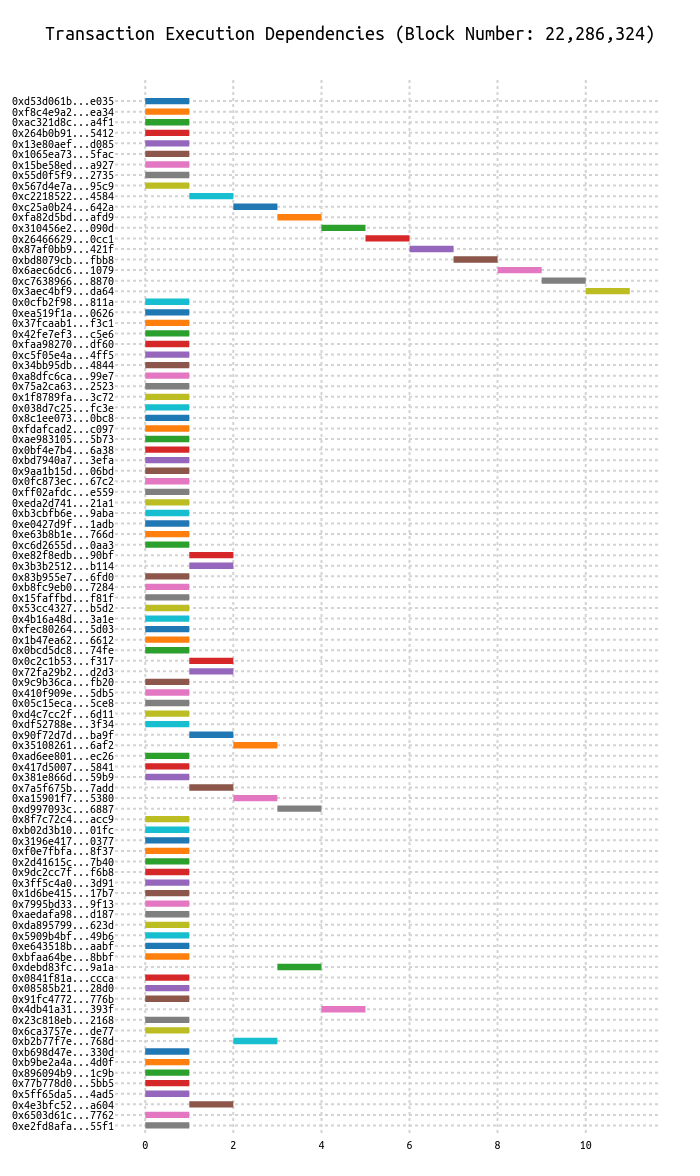 Transaction Execution Dependencies (Block Number: 22,286,324)
0xd53d061b...e035
0xf8c4e9a2...ea34
0xac321d8c...a4f1
0x264b0b91...5412
0x13e80aef...d085
0x1065ea73...5fac
0x15be58ed...a927
0x55d0f5f9...2735
0x567d4e7a...95c9
0xc2218522...4584
0xc25a0b24...642a
0xfa82d5bd...afd9
0x310456e2...090d
0x26466629...0cc1
0x87af0bb9...421f
0xbd8079cb...fbb8
0x6aec6dc6...1079
0xc7638966...8870
0x3aec4bf9...da64
0x0cfb2f98...811a
0xea519f1a...0626
0x37fcaab1...f3c1
0x42fe7ef3...c5e6
0xfaa98270...df60
0xc5f05e4a...4ff5
0x34bb95db...4844
0xa8dfc6ca...99e7
0x75a2ca63...2523
0x1f8789fa...3c72
0x038d7c25...fc3e
0x8c1ee073...0bc8
0xfdafcad2...c097
0xae983105...5b73
0x0bf4e7b4...6a38
0xbd7940a7...3efa
0x9aa1b15d...06bd
0x0fc873ec...67c2
0xff02afdc...e559
0xeda2d741...21a1
0xb3cbfb6e...9aba
0xe0427d9f...1adb
0xe63b8b1e...766d
0xc6d2655d...0aa3
0xe82f8edb...90bf
0x3b3b2512...b114
0x83b955e7...6fd0
0xb8fc9eb0...7284
0x15faffbd...f81f
0x53cc4327...b5d2
0x4b16a48d...3a1e
0xfec80264...5d03
0x1b47ea62...6612
0x0bcd5dc8...74fe
0x0c2c1b53...f317
0x72fa29b2...d2d3
0x9c9b36ca...fb20
0x410f909e...5db5
0x05c15eca...5ce8
0xd4c7cc2f...6d11
0xdf52788e...3f34
0x90f72d7d...ba9f
0x35108261...6af2
0xad6ee801...ec26
0x417d5007...5841
0x381e866d...59b9
0x7a5f675b...7add
0xa15901f7...5380
0xd997093c...6887
0x8f7c72c4...acc9
0xb02d3b10...01fc
0x3196e417...0377
0xf0e7fbfa...8f37
0x2d41615c...7b40
0x9dc2cc7f...f6b8
0x3ff5c4a0...3d91
0x1d6be415...17b7
0x7995bd33...9f13
0xaedafa98...d187
0xda895799...623d
0x5909b4bf...49b6
0xe643518b...aabf
0xbfaa64be...8bbf
0xdebd83fc...9a1a
0x0841f81a...ccca
0x08585b21...28d0
0x91fc4772...776b
0x4db41a31...393f
0x23c818eb...2168
0x6ca3757e...de77
0xb2b77f7e...768d
0xb698d47e...330d
0xb9be2a4a...4d0f
0x896094b9...1c9b
0x77b778d0...5bb5
0x5ff65da5...4ad5
0x4e3bfc52...a604
0x6503d61c...7762
0xe2fd8afa...55f1
0 2 4 6 8 10